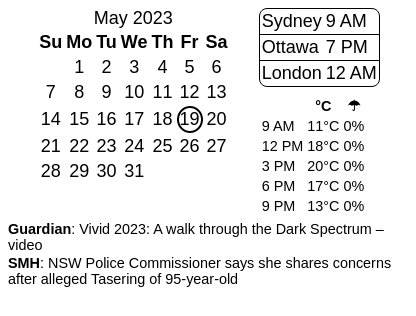 May 2023
Su Mo Tu We Th Fr Sa
1 2 3 4 5 6
7 8 9 10 11 12 13
14 15 16 17 18 19 20
21 22 23 24 25 26 27
28 29 30 31
Sydney 9 AM
Ottawa 7 PM
London 12 AM
°C ☂
9 AM 11°C 0%
12 PM 18°C 0%
3 PM 20°C 0%
6 PM 17°C 0%
9 PM 13°C 0%
Guardian: Vivid 2023: A walk through the Dark Spectrum –
video
SMH: NSW Police Commissioner says she shares concerns
after alleged Tasering of 95-year-old